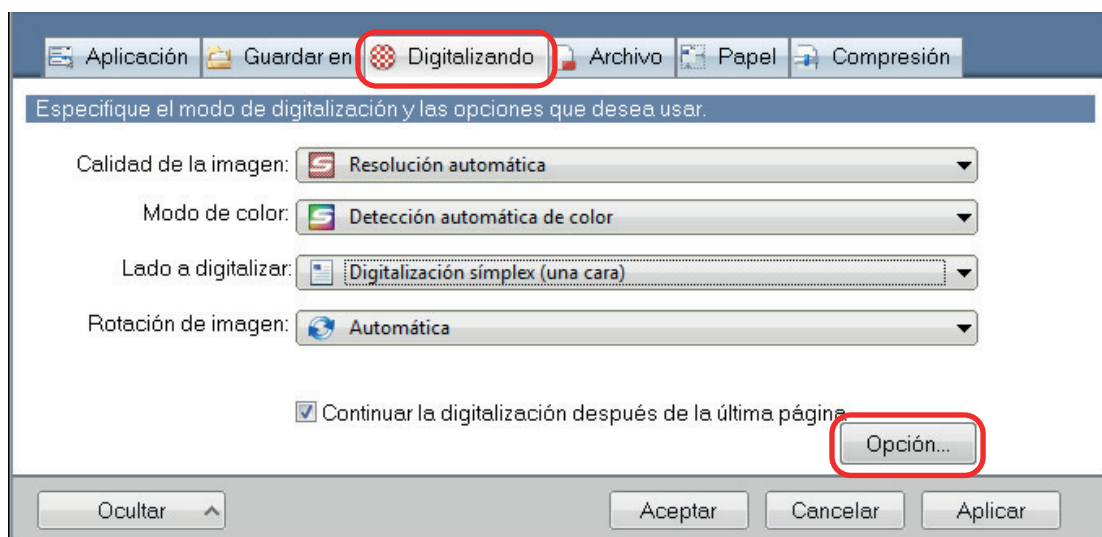 Aplicación Guardar en Digitalizando Archivo Papel Compresión
Especifique el modo de digitalización y las opciones que desea usar.
Calidad de la imagen: Resolución automática
Modo de color: Detección automática de color
Lado a digitalizar: Digitalización símplex (una cara)
Rotación de imagen: Automática
Continuar la digitalización después de la última página
Opción...
Ocultar Aceptar Cancelar Aplicar